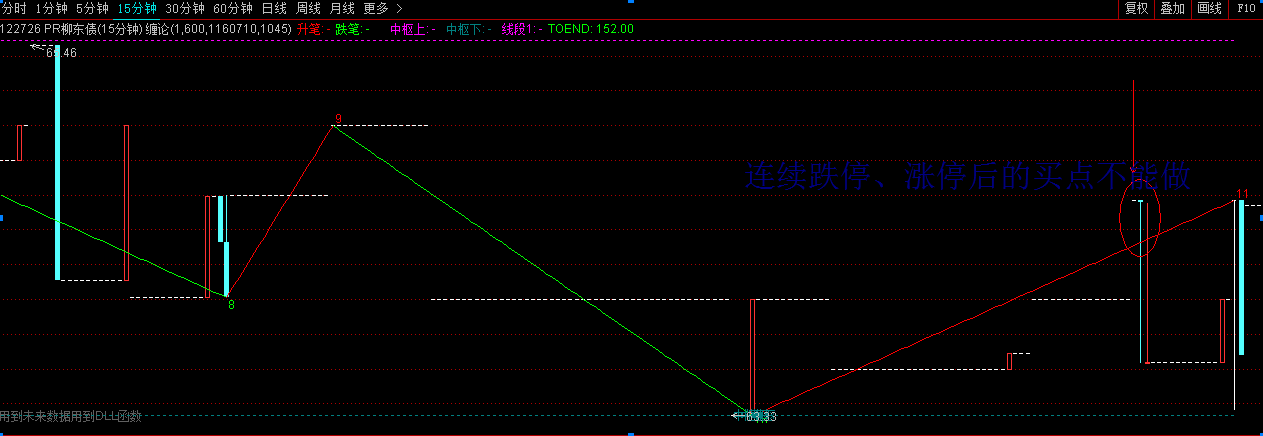 分时 1分钟 5分钟 15分钟 30分钟 60分钟 日线 周线 月线 更多 > 复权 叠加 画线 F10
122726 PR柳东债(15分钟) 缠论(1,600,1160710,1045) 升笔:- 跌笔:- 中枢上:- 中枢下:- 线段1:- TOEND: 152.00
65.46
9
连续跌停、涨停后的买点不能做
11
8
用到未来数据用到DLL函数
63.33